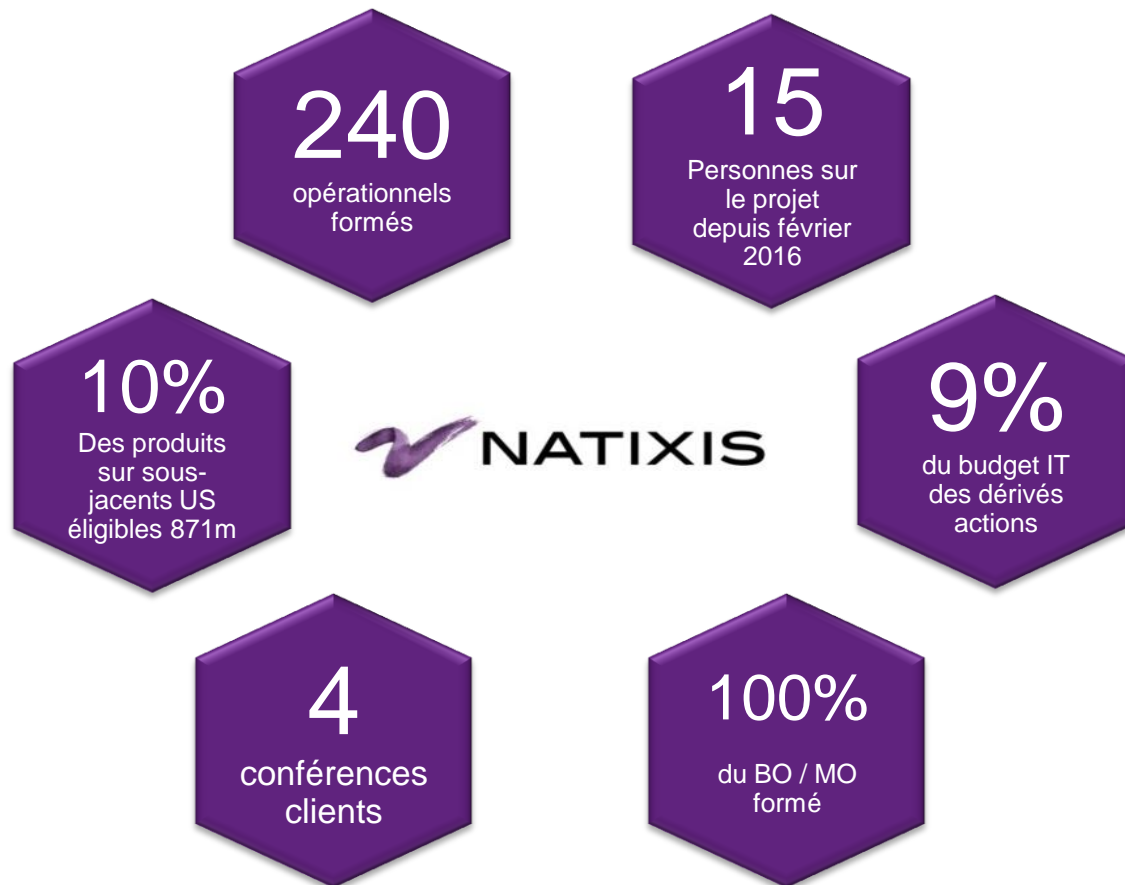 240
opérationnels
formés
15
Personnes sur
le projet
depuis février
2016
10%
Des produits
sur sous-
jacents US
éligibles 871m
NATIXIS
9%
du budget IT
des dérivés
actions
4
conférences
clients
100%
du BO / MO
formé